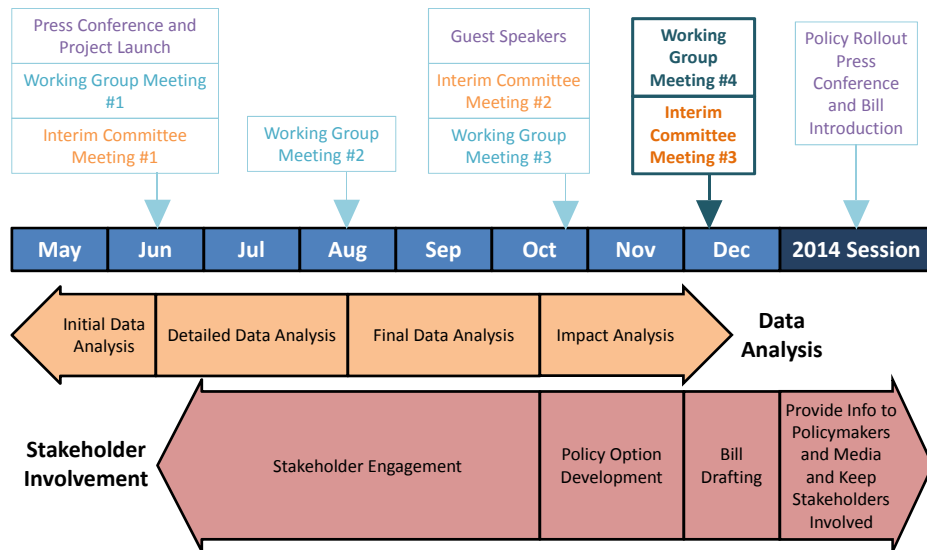 Press Conference and
Project Launch
Working Group Meeting
#1
Interim Committee
Meeting #1
Working Group
Meeting #2
Guest Speakers
Interim Committee
Meeting #2
Working Group
Meeting #3
Working
Group
Meeting #4
Interim
Committee
Meeting #3
Policy Rollout
Press
Conference
and Bill
Introduction
May
Jun
Jul
Aug
Sep
Oct
Nov
Dec
2014 Session
Initial Data
Analysis
Detailed Data Analysis
Final Data Analysis
Impact Analysis
Data
Analysis
Stakeholder
Involvement
Stakeholder Engagement
Policy Option
Development
Bill
Drafting
Provide Info to
Policymakers
and Media
and Keep
Stakeholders
Involved